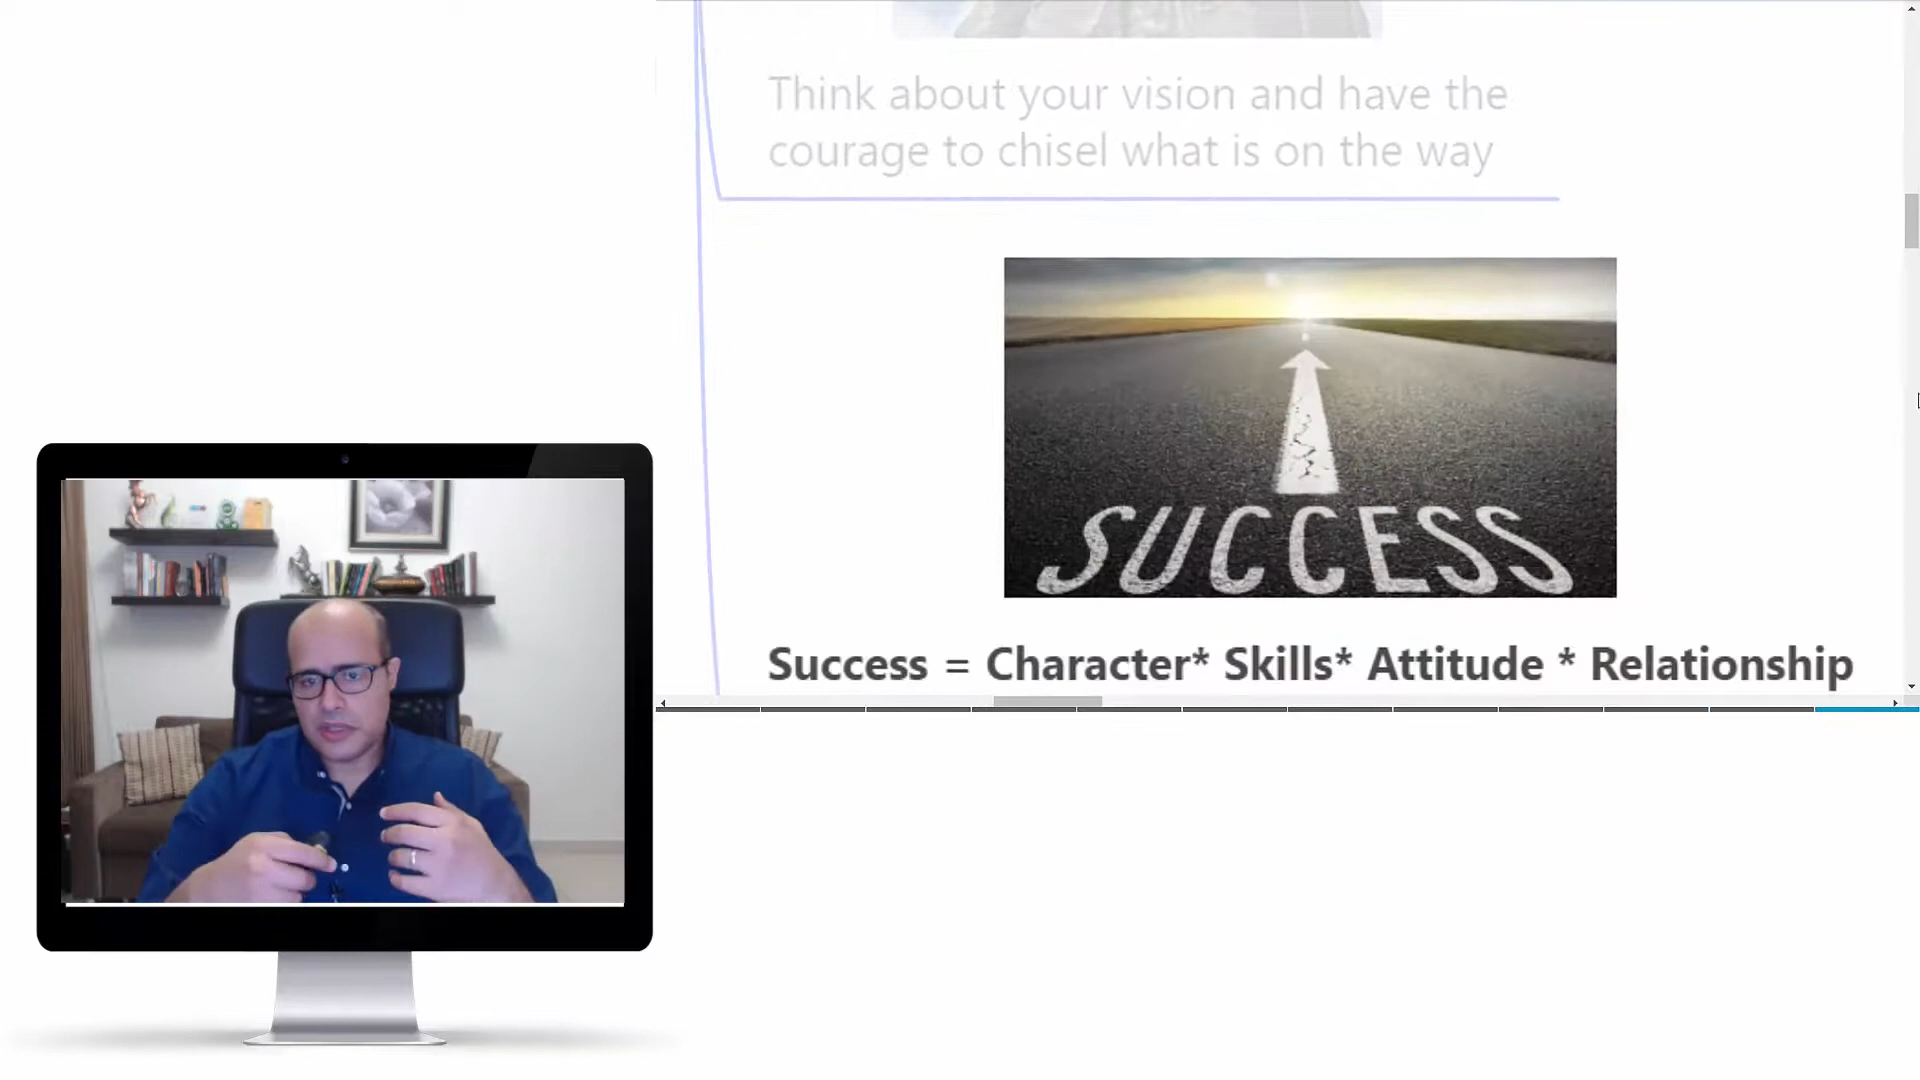 Think about your vision and have the
courage to chisel what is on the way
SUCCESS
Success = Character* Skills* Attitude * Relationship